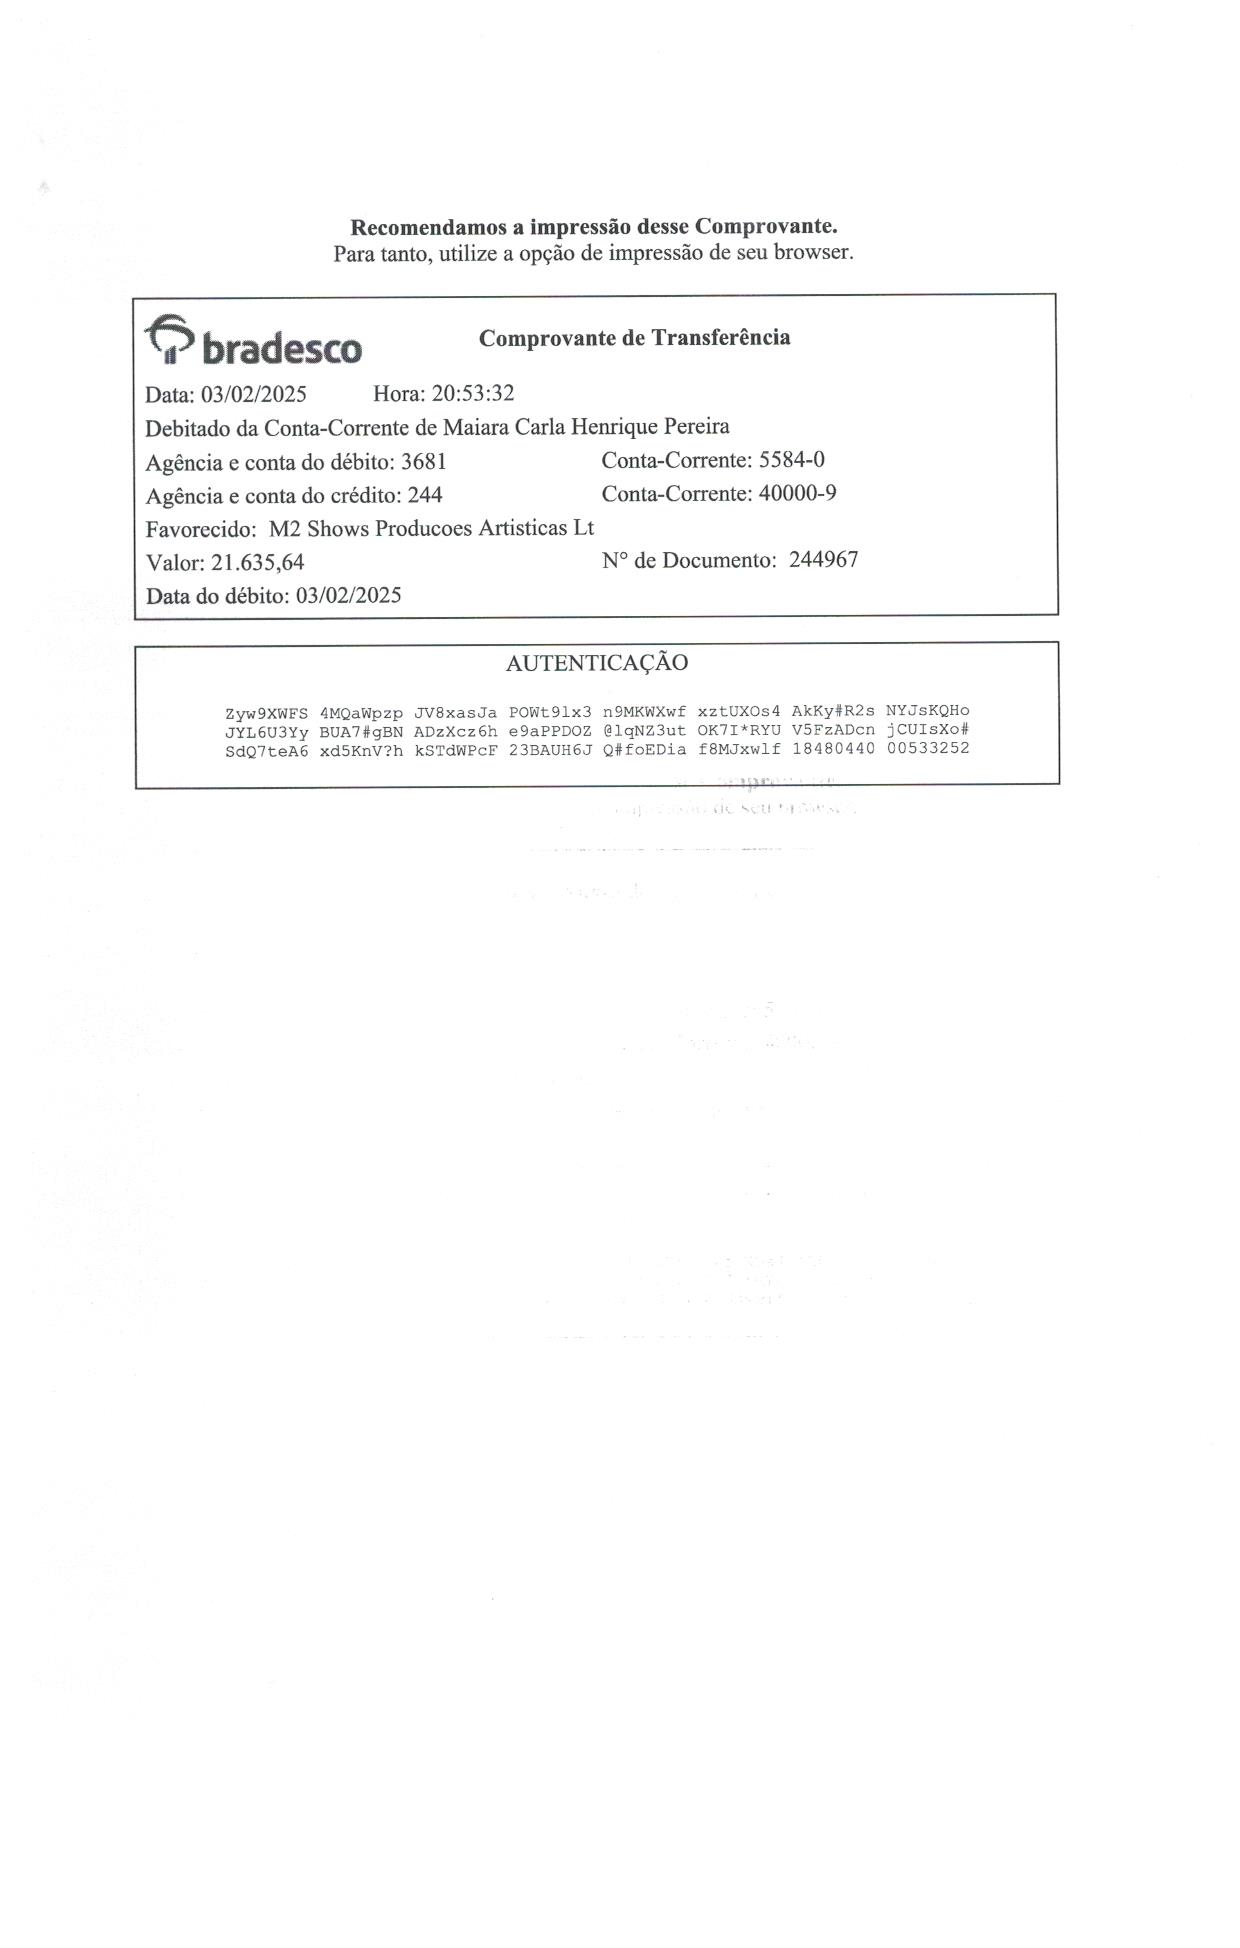 Recomendamos a impressão desse Comprovante.
Para tanto, utilize a opção de impressão de seu browser.
bradesco
Comprovante de Transferência
Data: 03/02/2025 Hora: 20:53:32
Debitado da Conta-Corrente de Maiara Carla Henrique Pereira
Agência e conta do débito: 3681 Conta-Corrente: 5584-0
Agência e conta do crédito: 244 Conta-Corrente: 40000-9
Favorecido: M2 Shows Producoes Artisticas Lt
Valor: 21.635,64 N° de Documento: 244967
Data do débito: 03/02/2025
AUTENTICAÇÃO
Zyw9XWFS 4MQaWpzp JV8xasJa POWt9lx3 n9MKWXwf xztUXOs4 AkKy#R2s NYJsKQHo
JYL6U3Yy BUA7#gBN ADzXcz6h e9aPPDOZ @lqNZ3ut OK7I*RYU V5FzADcn jCUIsXo#
SdQ7teA6 xd5KnV?h kSTdWPcF 23BAUH6J Q#foEDia f8MJxwlf 18480440 00533252
de seu